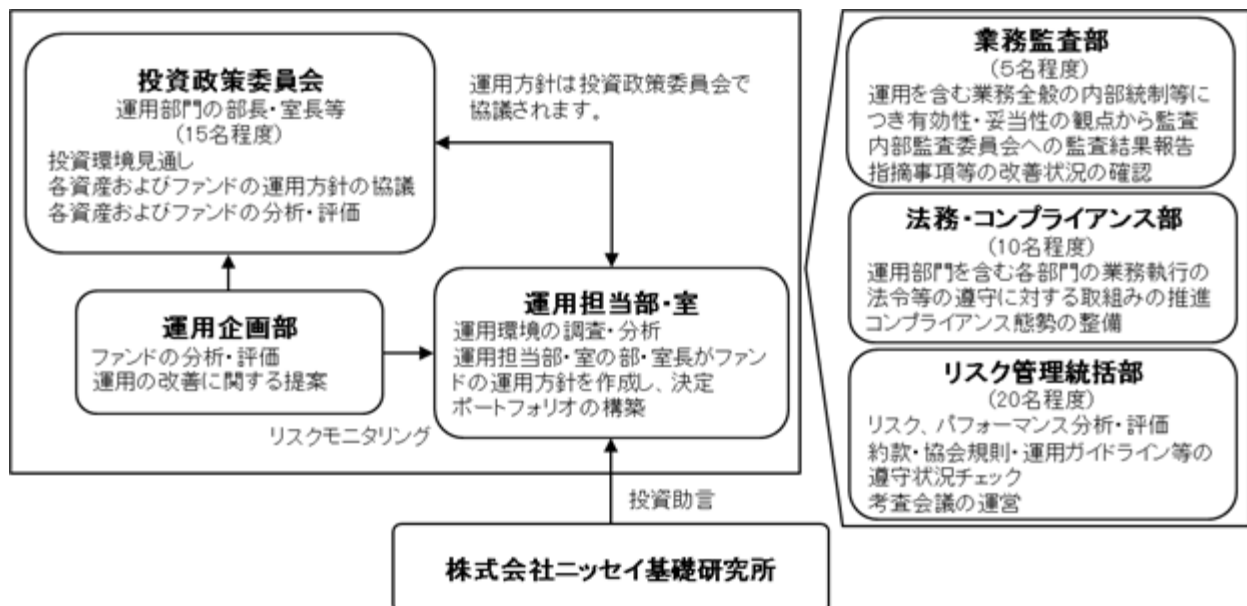 投資政策委員会
運用部門の部長・室長等
(15名程度)
投資環境見通し
各資産およびファンドの運用方針の協議
各資産およびファンドの分析・評価
運用方針は投資政策委員会で
協議されます。
運用企画部
ファンドの分析・評価
運用の改善に関する提案
運用担当部・室
運用環境の調査・分析
運用担当部・室の部・室長がファン
ドの運用方針を作成し、決定
ポートフォリオの構築
リスクモニタリング
投資助言
株式会社ニッセイ基礎研究所
業務監査部
(5名程度)
運用を含む業務全般の内部統制等に
つき有効性・妥当性の観点から監査
内部監査委員会への監査結果報告
指摘事項等の改善状況の確認
法務・コンプライアンス部
(10名程度)
運用部門を含む各部門の業務執行の
法令等の遵守に対する取組みの推進
コンプライアンス態勢の整備
リスク管理統括部
(20名程度)
リスク、パフォーマンス分析・評価
約款・協会規則・運用ガイドライン等の
遵守状況チェック
考査会議の運営